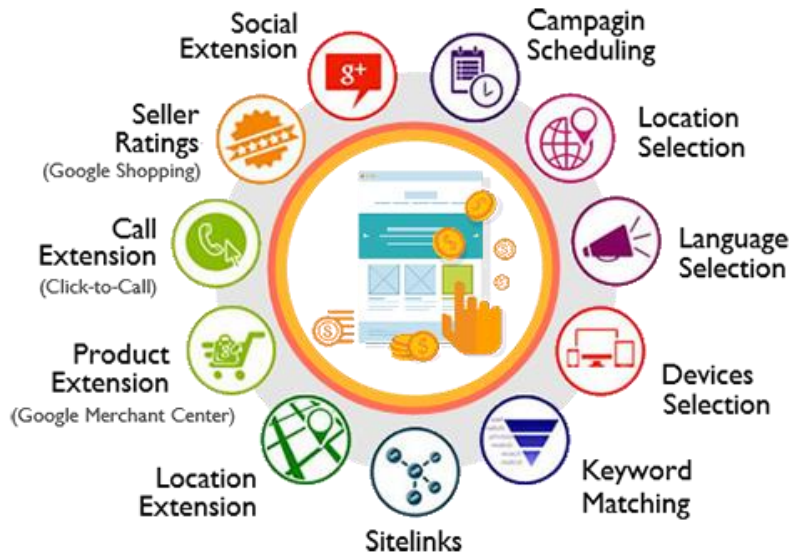 Social
Extension
g+
Campagin
Scheduling
Seller
Ratings
(Google Shopping)
Location
Selection
Call
Extension
(Click-to-Call)
Language
Selection
Product
Extension
(Google Merchant Center)
Devices
Selection
Location
Extension
Keyword
Matching
Sitelinks